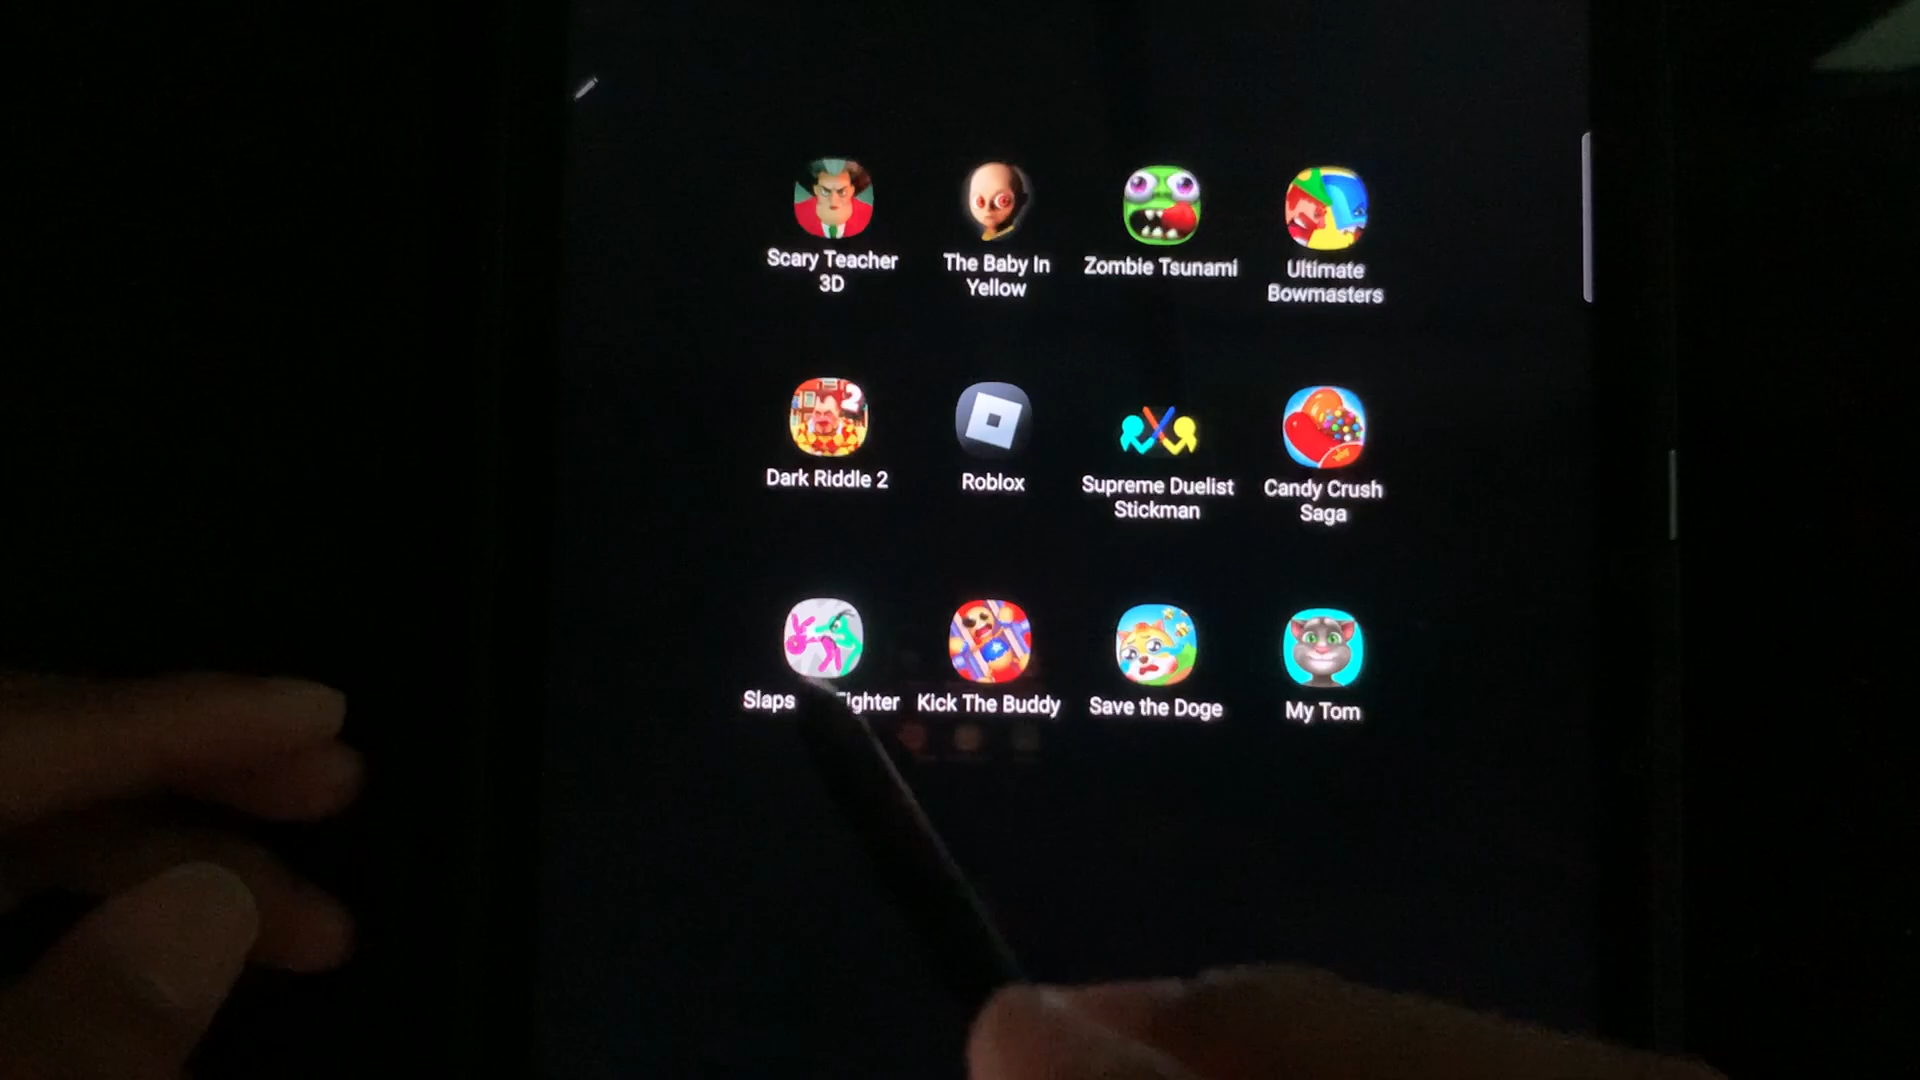 Scary Teacher
3D
The Baby In
Yellow
Zombie Tsunami
Ultimate
Bowmasters
2
Dark Riddle 2
Roblox
Supreme Duelist
Stickman
Candy Crush
Saga
Slaps
Kick The Buddy
Save the Doge
My Tom